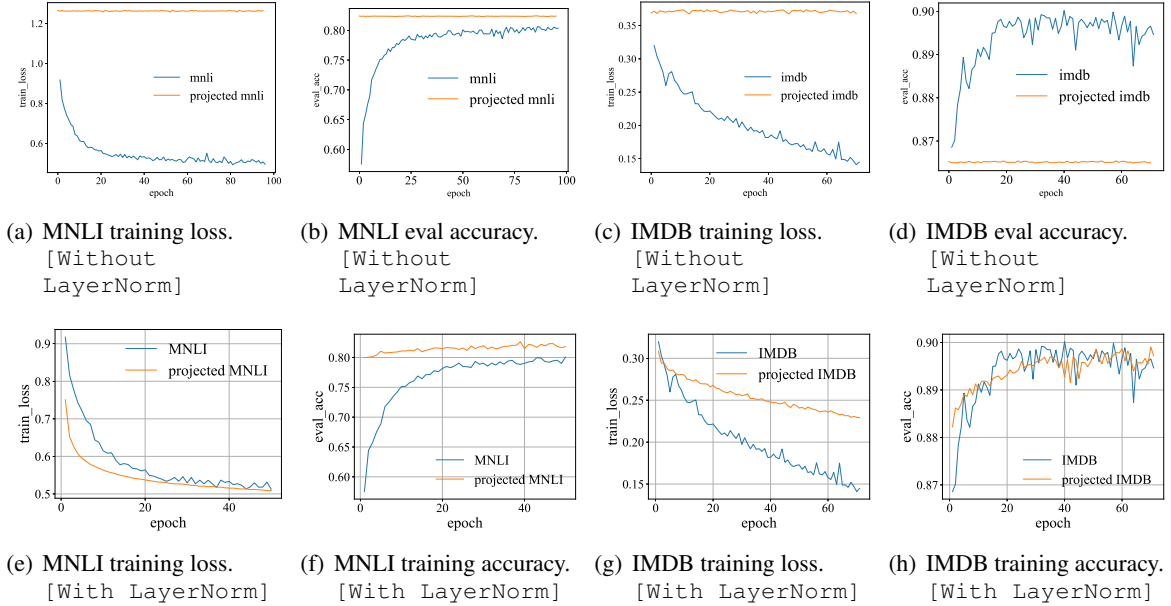 1.2
1.0
0.8
0.6
train_loss
mnli
projected mnli
0
20
40
60
80
100
epoch
0.80
0.75
0.70
0.65
0.60
eval_acc
mnli
projected mnli
0
25
50
75
100
epoch
0.35
0.30
0.25
0.20
0.15
train_loss
imdb
projected imdb
0
20
40
60
epoch
0.90
0.89
0.88
0.87
eval_acc
imdb
projected imdb
0
20
40
60
epoch
(a) MNLI training loss.
[Without
LayerNorm]
(b) MNLI eval accuracy.
[Without
LayerNorm]
(c) IMDB training loss.
[Without
LayerNorm]
(d) IMDB eval accuracy.
[Without
LayerNorm]
0.9
0.8
0.7
0.6
0.5
train_loss
MNLI
projected MNLI
0
20
40
epoch
0.80
0.75
0.70
0.65
0.60
eval_acc
MNLI
projected MNLI
0
20
40
epoch
0.30
0.25
0.20
0.15
train_loss
IMDB
projected IMDB
0
20
40
60
epoch
0.90
0.89
0.88
0.87
eval_acc
IMDB
projected IMDB
0
20
40
60
epoch
(e) MNLI training loss.
[With LayerNorm]
(f) MNLI training accuracy.
[With LayerNorm]
(g) IMDB training loss.
[With LayerNorm]
(h) IMDB training accuracy.
[With LayerNorm]